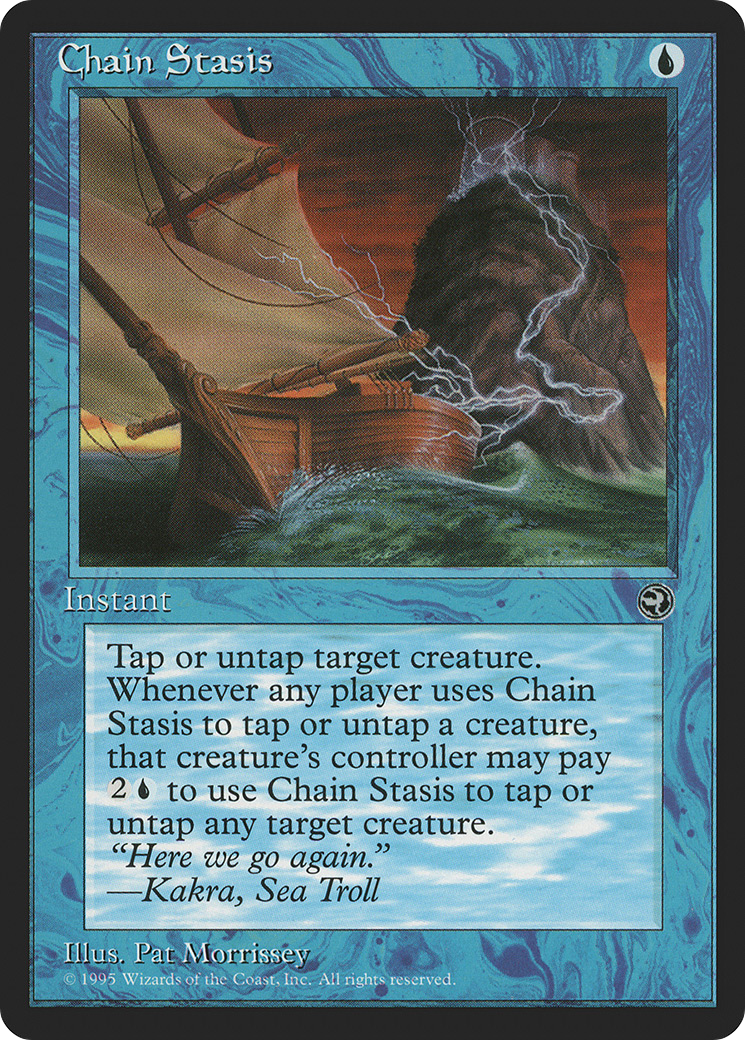 Chain Stasis
Instant
Tap or untap target creature.
Whenever any player uses Chain
Stasis to tap or untap a creature,
that creature's controller may pay
2 to use Chain Stasis to tap or
untap any target creature.
“Here we go again.”
—Kakra, Sea Troll
Illus. Pat Morrissey
© 1995 Wizards of the Coast, Inc. All rights reserved.